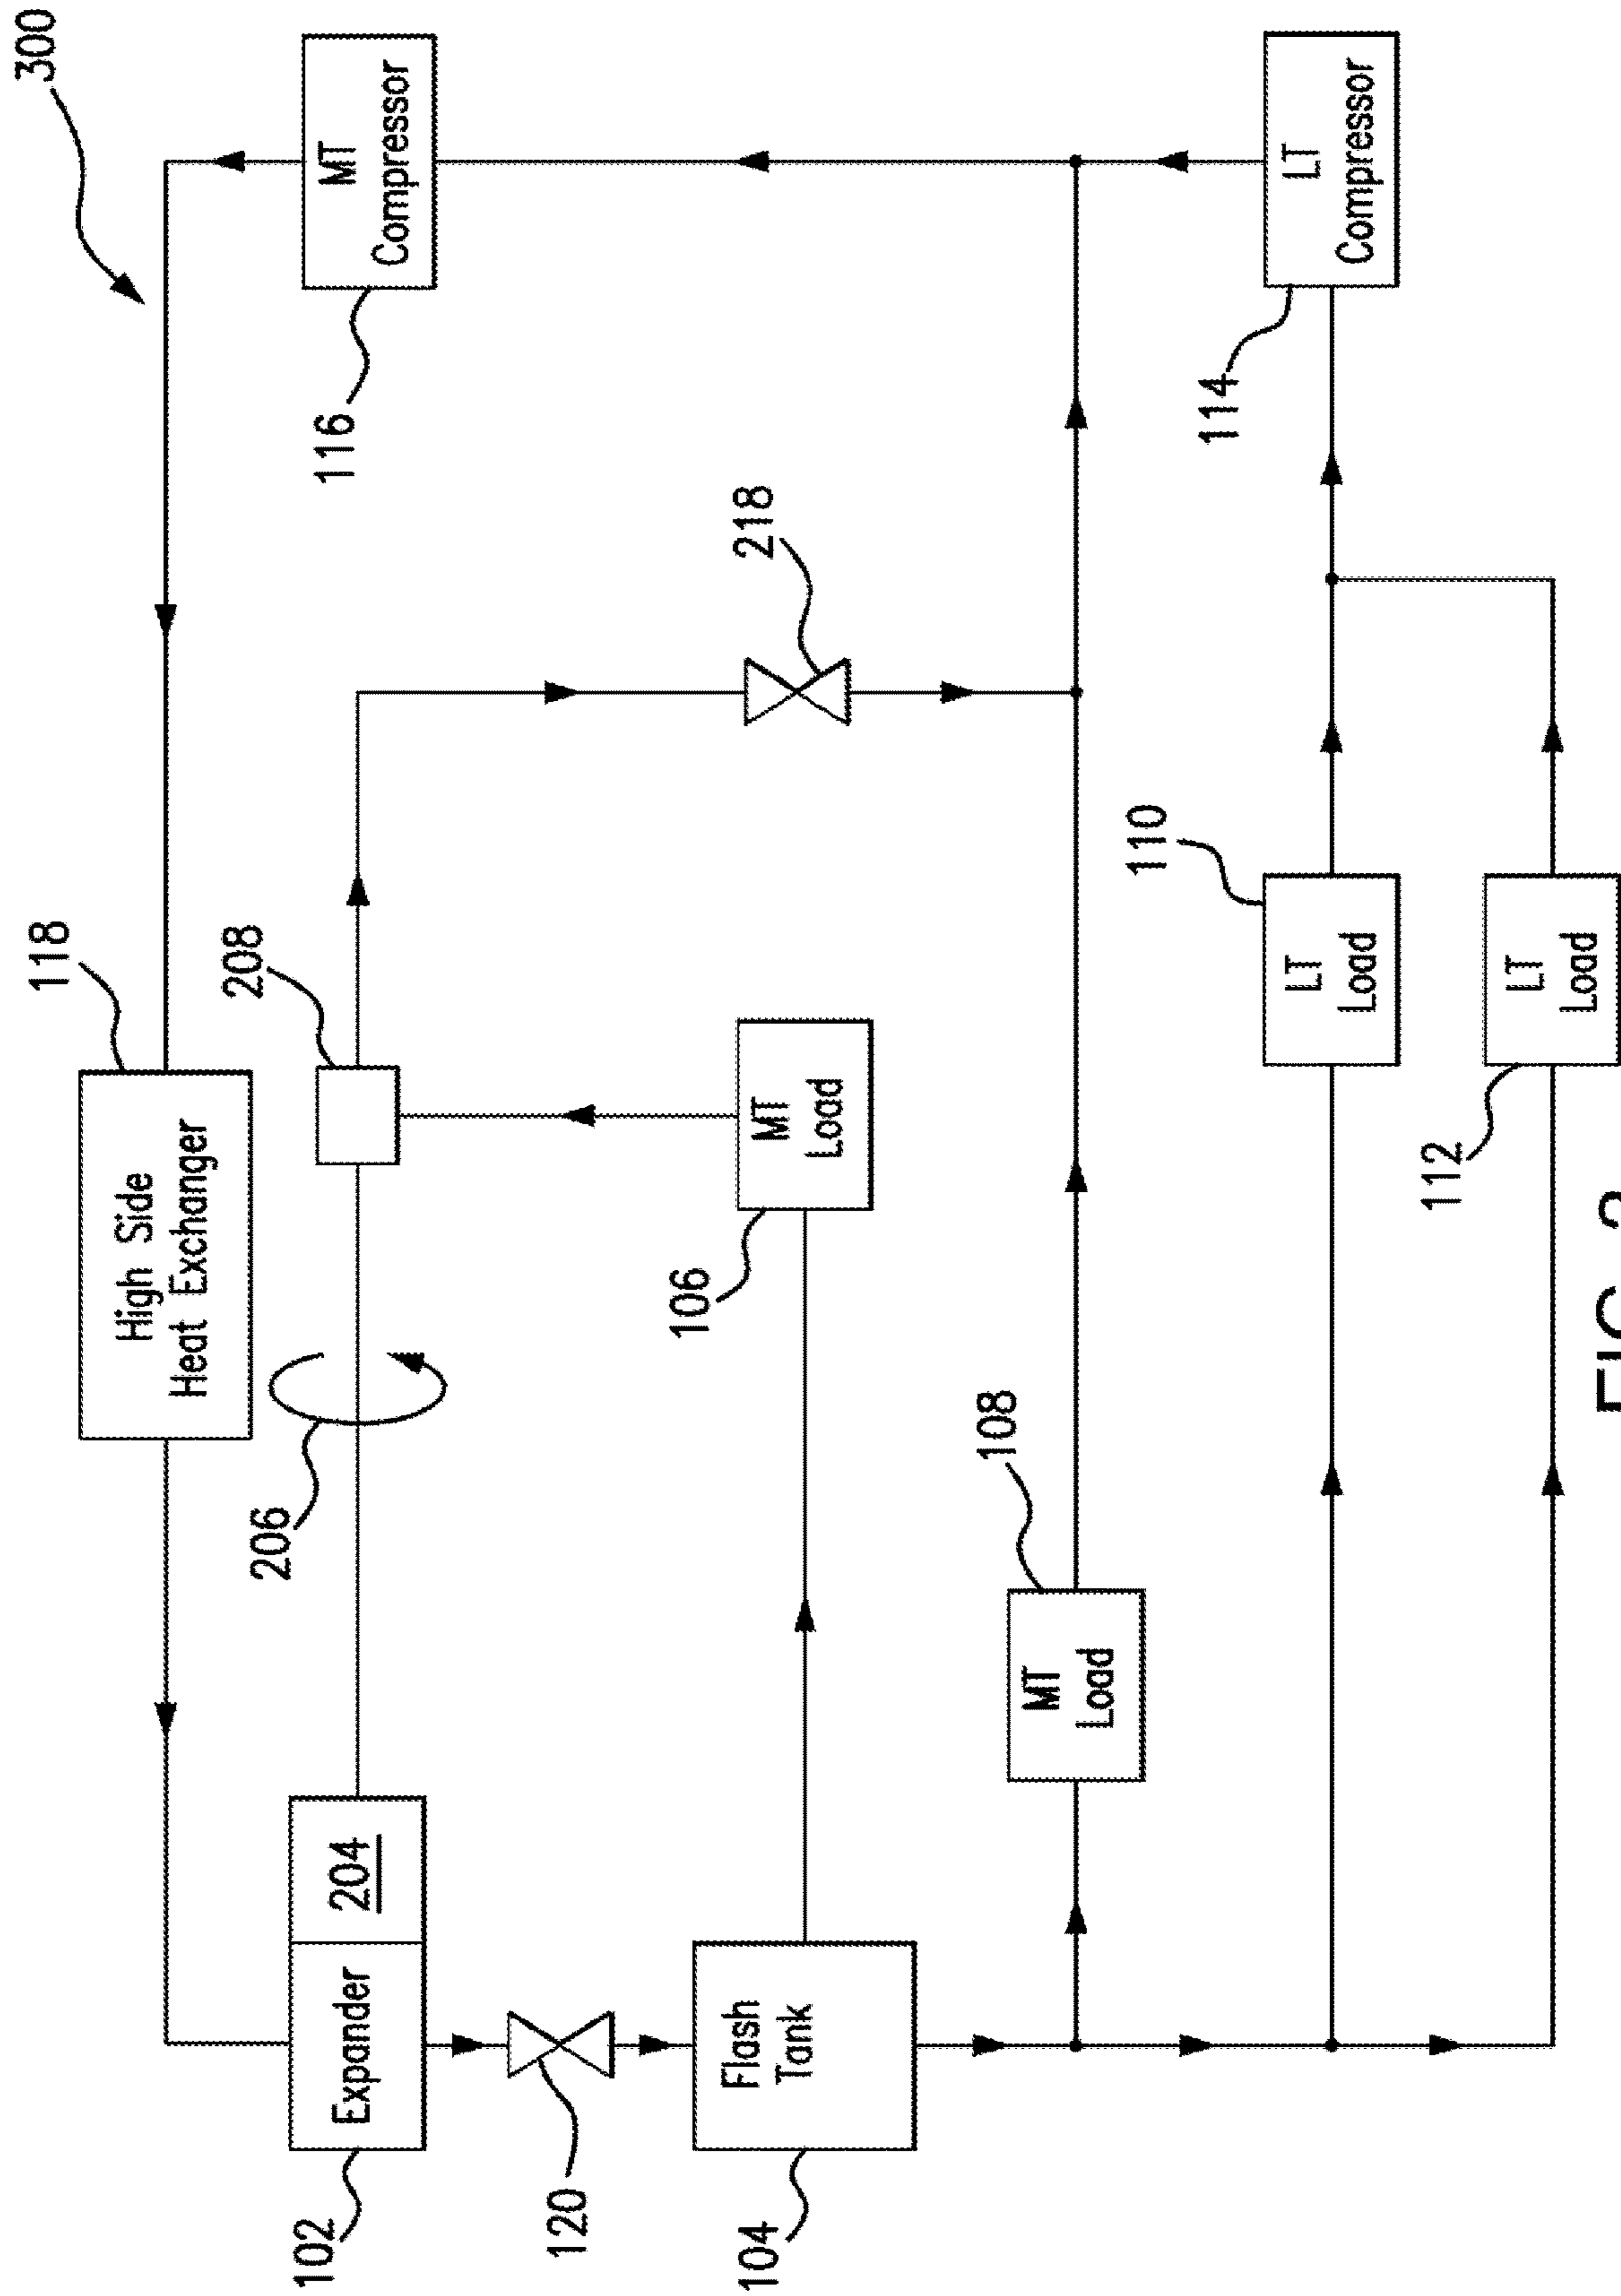 300
118
High Side
Heat Exchanger
MT
Compressor
116
208
206
204
Expander
102
120
218
MT
Load
106
Flash
Tank
104
108
MT
Load
110
LT
Load
114
LT
Compressor
LT
Load
112